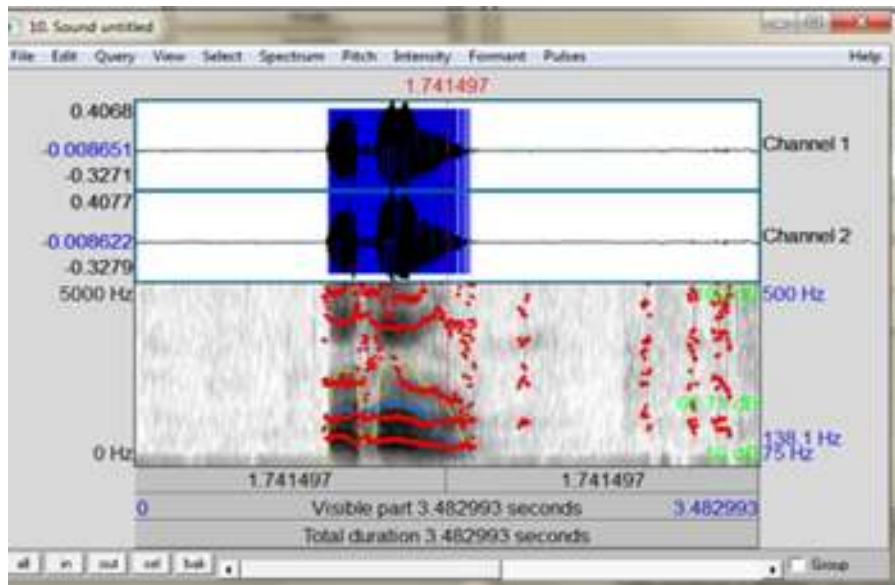 10. Sound untitled
File Edit Query View Select Spectrum Pitch Intensity Formant Pulses Help
1.741497
0.4068
-0.008651
-0.3271
Channel 1
0.4077
-0.008622
-0.3279
Channel 2
5000 Hz
500 Hz
0 Hz
138.1 Hz
75 Hz
1.741497 1.741497
0 Visible part 3.482993 seconds 3.482993
Total duration 3.482993 seconds
all in out sel bak Group